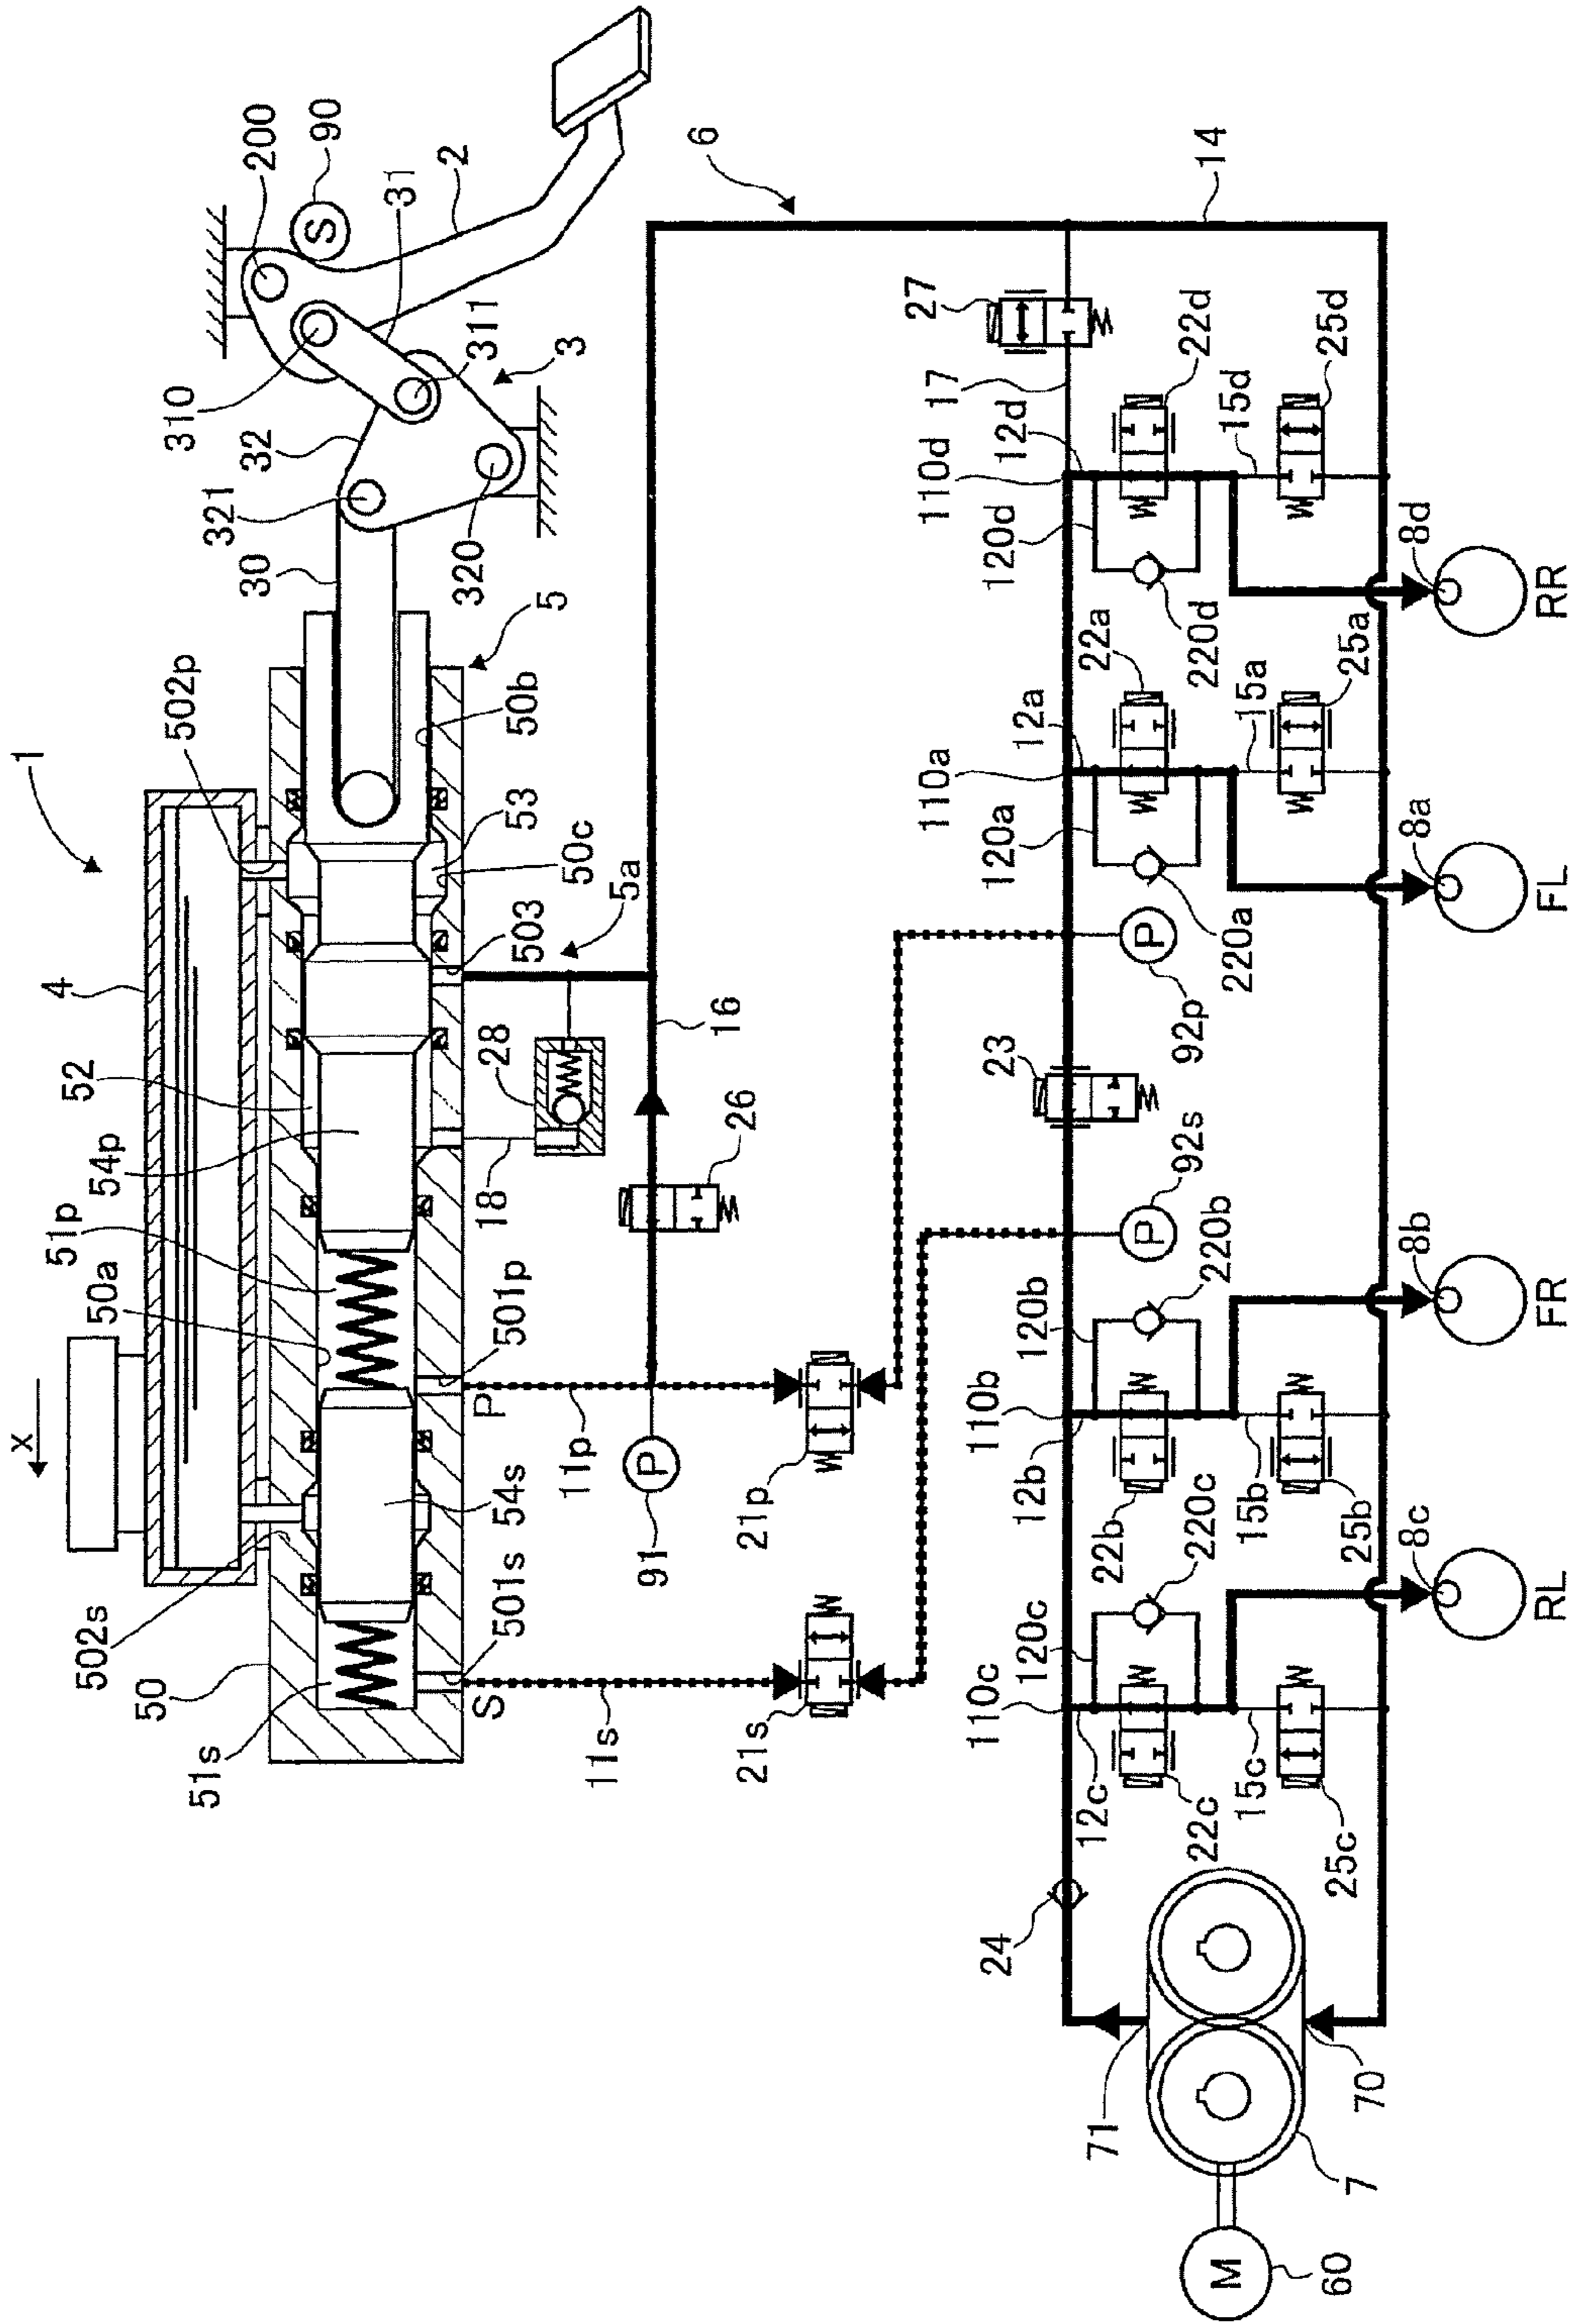 1
x
4
502p
200
90
54p
52
310
321
32
30
31
2
51p
50a
502s
50
51s
320
3
5
50b
53
50c
5a
503
28
18
501p
P
54s
501s
S
S
6
16
26
11p
P
91
11s
21p
21s
14
27
17
12d
110d
120d
22d
15d
25d
220d
8d
RR
12a
110a
120a
22a
15a
25a
220a
8a
FL
P
92p
23
P
92s
110b
12b
120b
220b
22b
15b
25b
8b
FR
110c
12c
120c
220c
22c
15c
25c
8c
RL
24
71
70
7
M
60